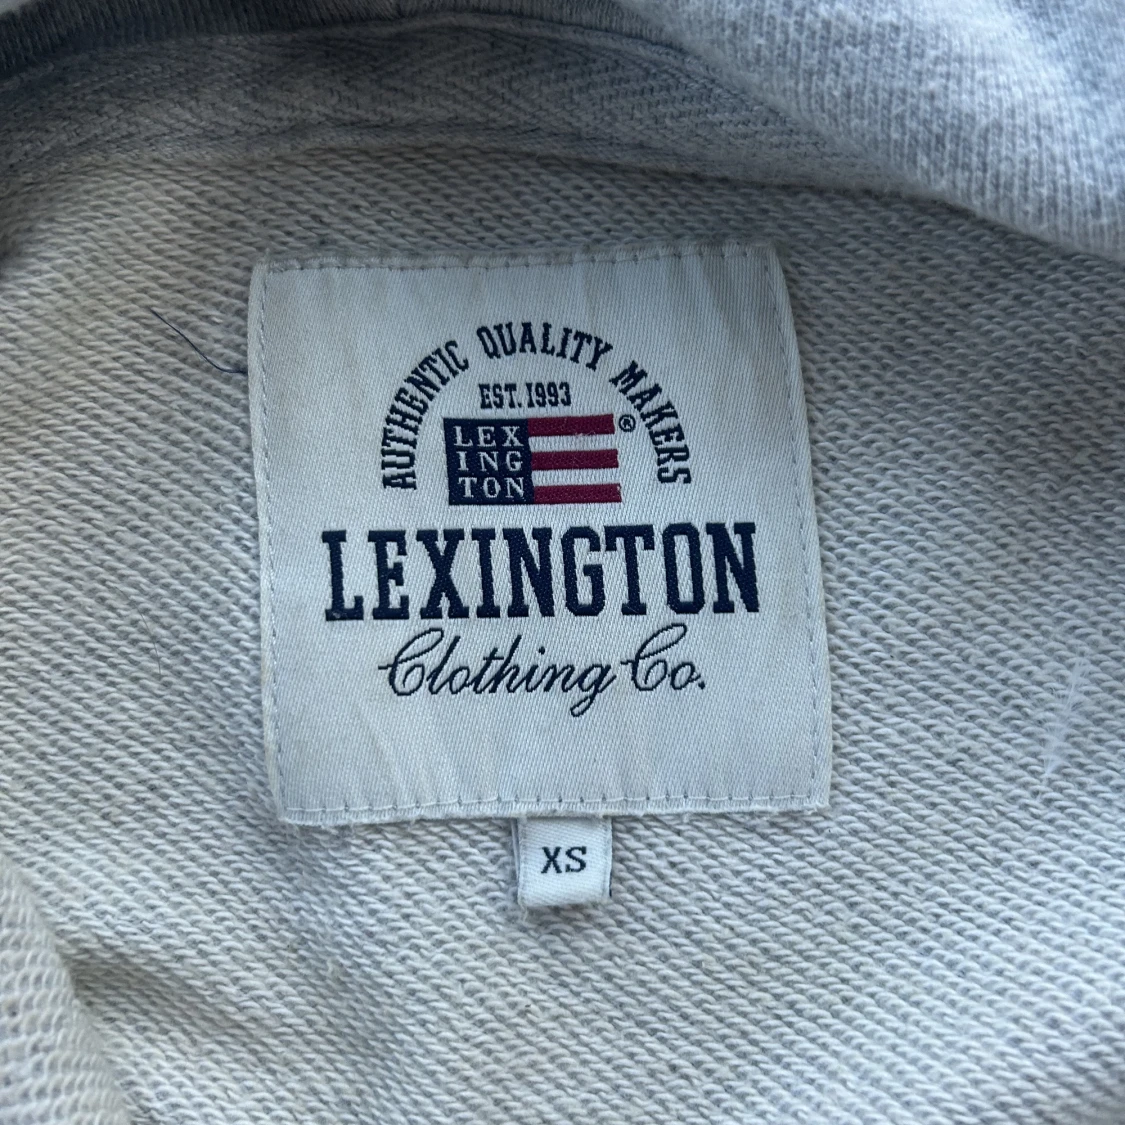 AUTHENTIC QUALITY MAKERS
EST. 1993
LEX
ING
TON
®
LEXINGTON
Clothing Co.
XS